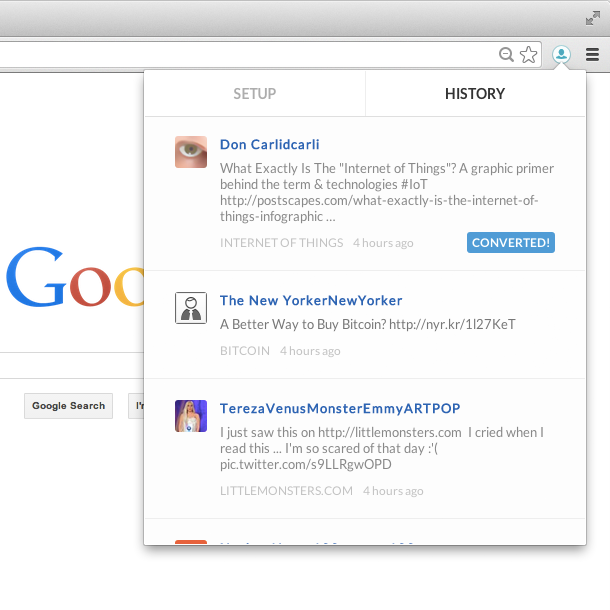 SETUP
HISTORY
Don Carlidcarli
What Exactly Is The "Internet of Things"? A graphic primer
behind the term & technologies #IoT
http://postscapes.com/what-exactly-is-the-internet-of-
things-infographic ...
INTERNET OF THINGS 4 hours ago
CONVERTED!
Goo
The New YorkerNewYorker
A Better Way to Buy Bitcoin? http://nyr.kr/1l27KeT
BITCOIN 4 hours ago
Google Search
I'
TerezaVenusMonsterEmmyARTPOP
I just saw this on http://littlemonsters.com I cried when I
read this ... I'm so scared of that day :'(
pic.twitter.com/s9LLRgwOPD
LITTLEMONSTERS.COM 4 hours ago